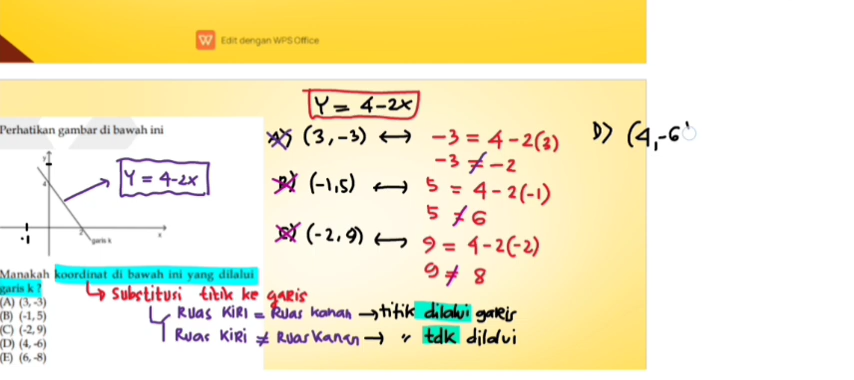 Edit dengan WPS Office
Y = 4-2x
Perhatikan gambar di bawah ini
y
4
2
x
-1
garis k
Y = 4-2x
A) (3,-3) ↔ -3 = 4-2(3)
-3 ≠ -2
B) (-1,5) ↔ 5 = 4-2(-1)
5 ≠ 6
C) (-2,9) ↔ 9 = 4-2(-2)
9 ≠ 8
D) (4,-6)
Manakah koordinat di bawah ini yang dilalui
garis k ?
(A) (3, -3)
(B) (-1, 5)
(C) (-2, 9)
(D) (4, -6)
(E) (6, -8)
↳ Substitusi titik ke garis
Ruas KiRi = Ruas kanan → titik dilalui garis
Ruas KiRi ≠ Ruas Kanan → " tdk dilalui